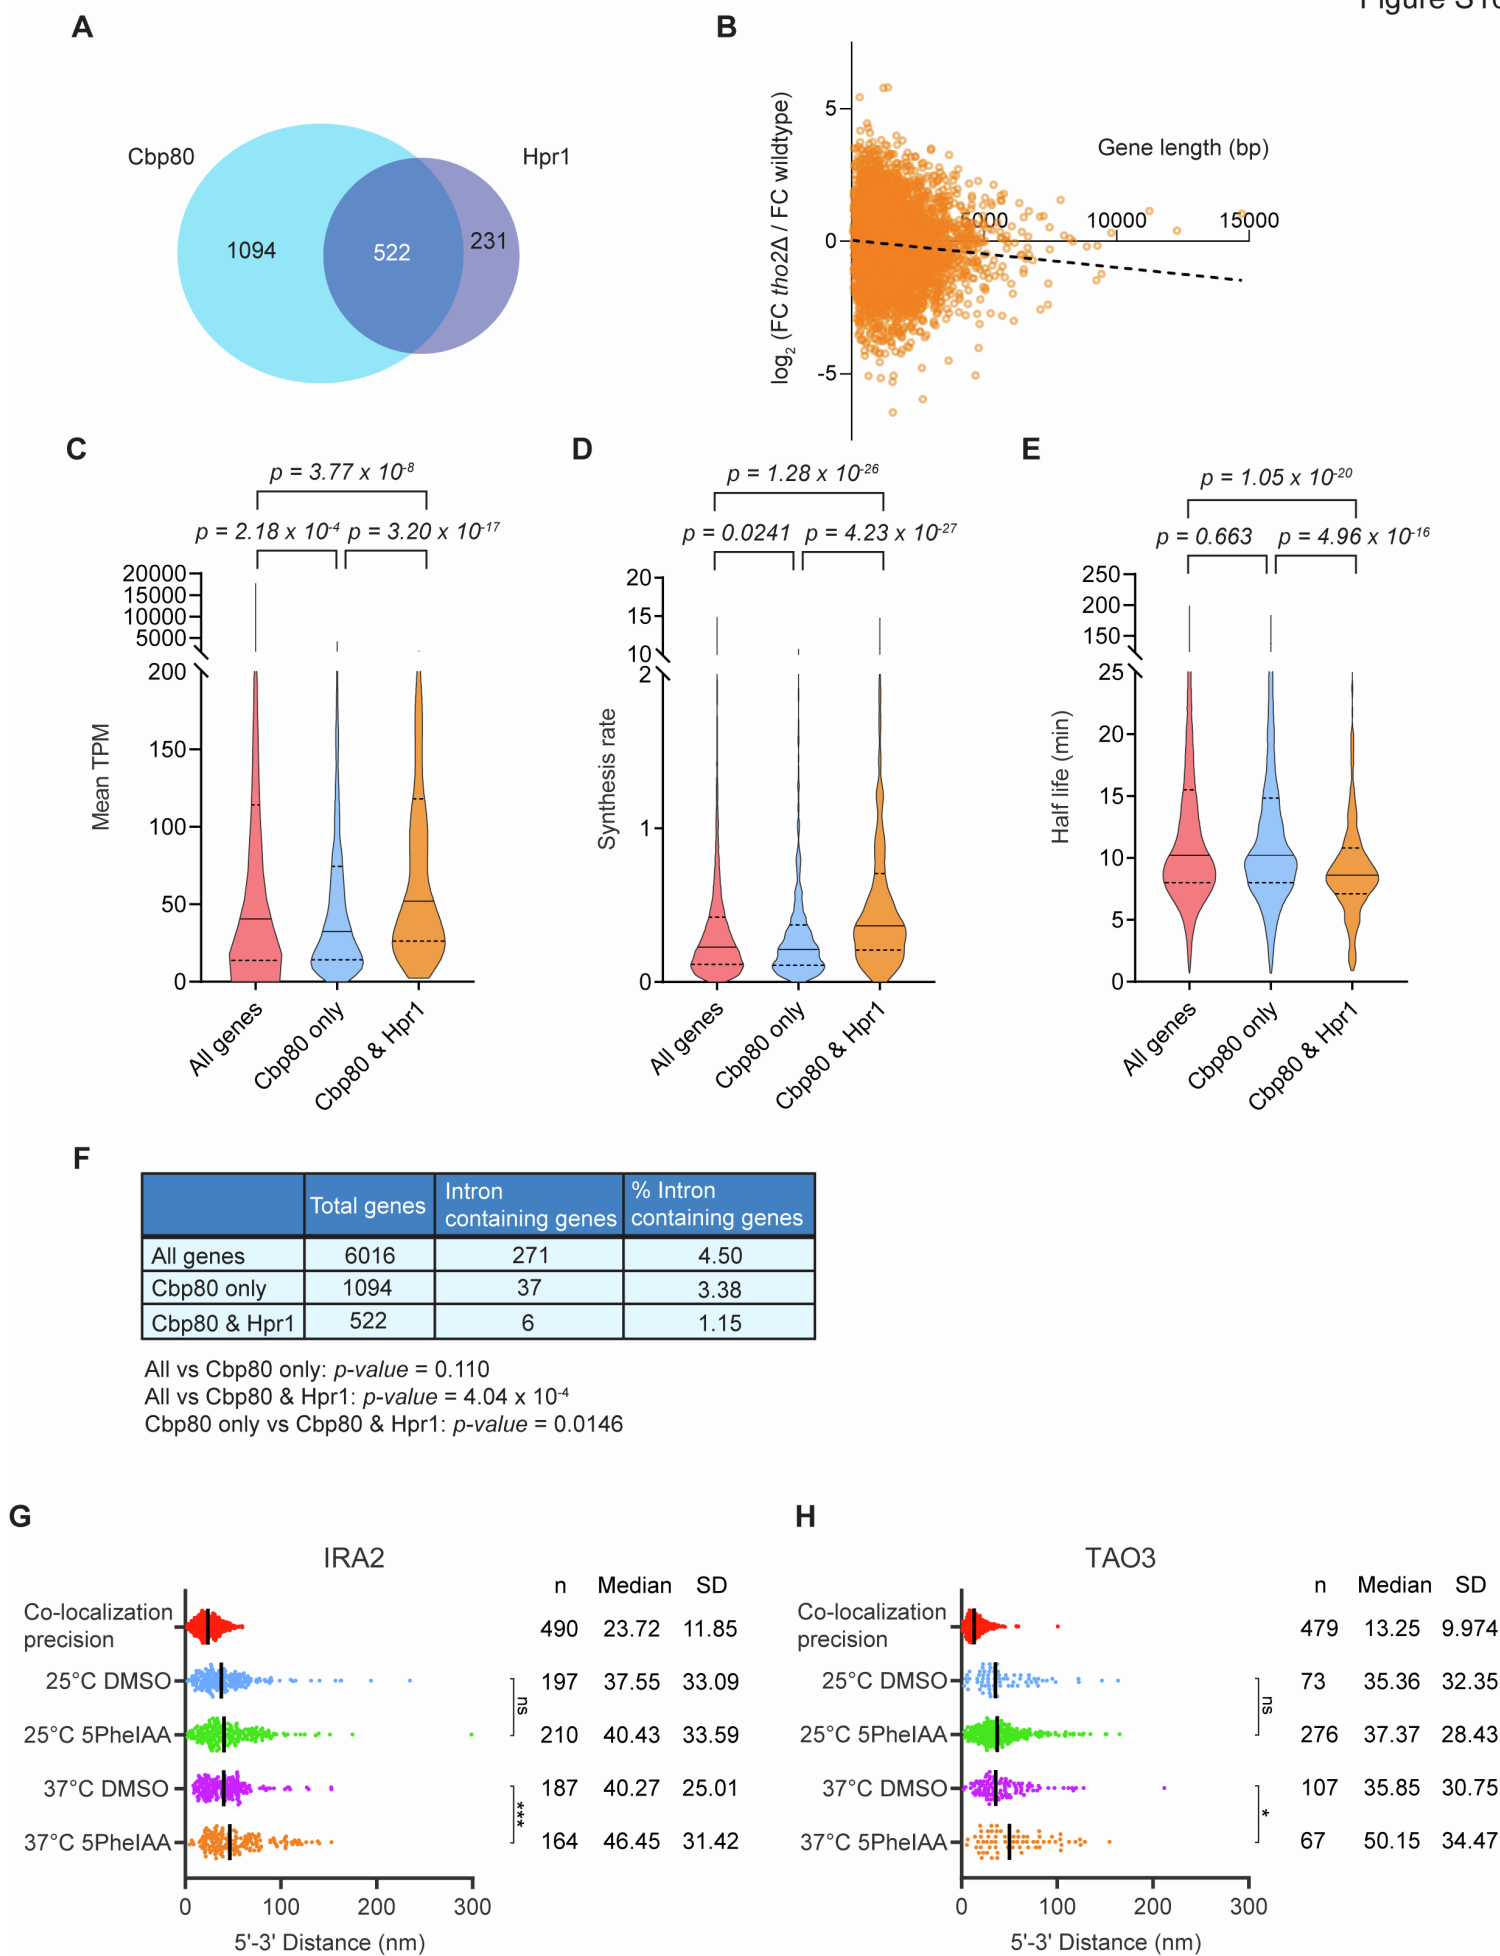 Figure S10
A
Cbp80
Hpr1
1094
522
231
B
log2 (FC tho2Δ / FC wildtype)
Gene length (bp)
5
0
-5
5000
10000
15000
C
p = 3.77 x 10-8
p = 2.18 x 10-4
p = 3.20 x 10-17
Mean TPM
20000
15000
10000
5000
200
150
100
50
0
All genes
Cbp80 only
Cbp80 & Hpr1
D
p = 1.28 x 10-26
p = 0.0241
p = 4.23 x 10-27
Synthesis rate
20
15
10
2
1
0
All genes
Cbp80 only
Cbp80 & Hpr1
E
p = 1.05 x 10-20
p = 0.663
p = 4.96 x 10-16
Half life (min)
250
200
150
25
20
15
10
5
0
All genes
Cbp80 only
Cbp80 & Hpr1
F
Total genes
Intron
containing genes
% Intron
containing genes
All genes 6016 271 4.50
Cbp80 only 1094 37 3.38
Cbp80 & Hpr1 522 6 1.15
All vs Cbp80 only: p-value = 0.110
All vs Cbp80 & Hpr1: p-value = 4.04 x 10-4
Cbp80 only vs Cbp80 & Hpr1: p-value = 0.0146
G
IRA2
n Median SD
Co-localization
precision
490 23.72 11.85
25°C DMSO 197 37.55 33.09
ns
25°C 5PheIAA 210 40.43 33.59
37°C DMSO 187 40.27 25.01
***
37°C 5PheIAA 164 46.45 31.42
0 100 200 300
5'-3' Distance (nm)
H
TAO3
n Median SD
Co-localization
precision
479 13.25 9.974
25°C DMSO 73 35.36 32.35
ns
25°C 5PheIAA 276 37.37 28.43
37°C DMSO 107 35.85 30.75
*
37°C 5PheIAA 67 50.15 34.47
0 100 200 300
5'-3' Distance (nm)